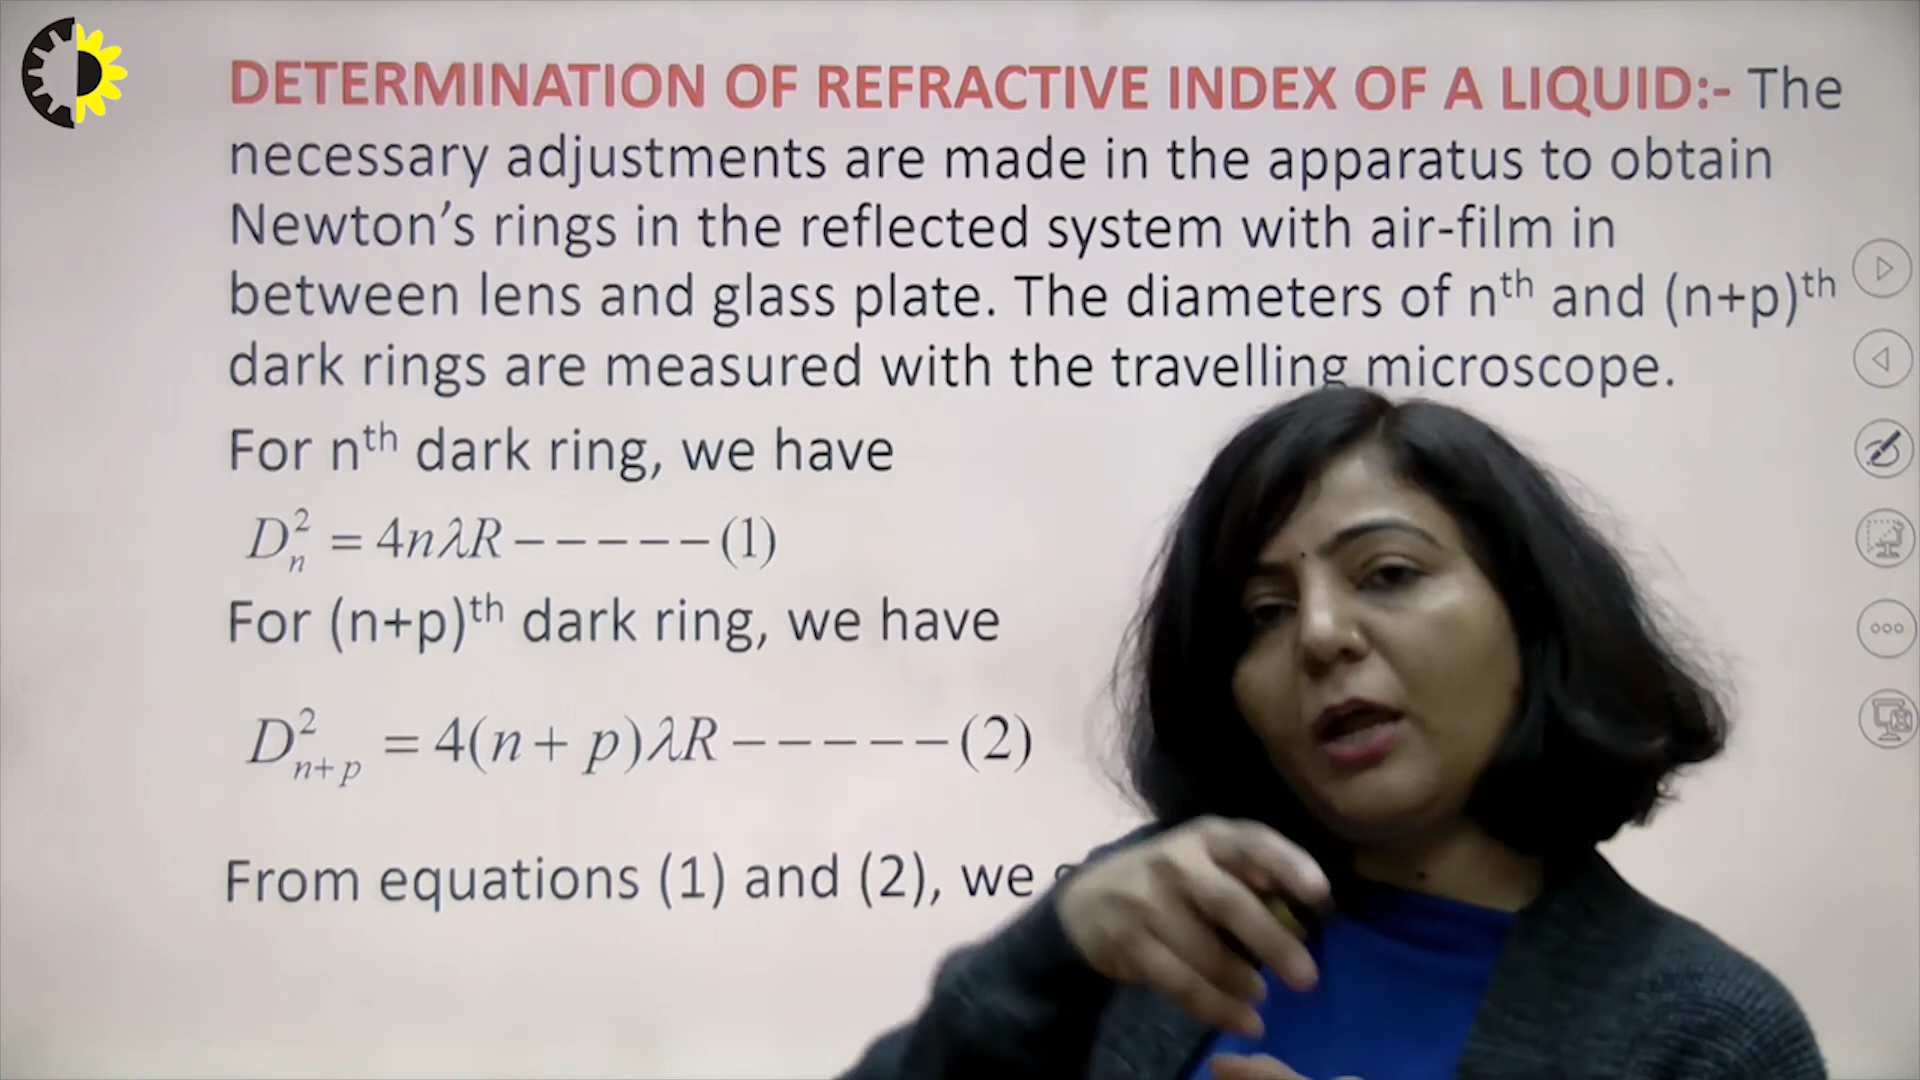 DETERMINATION OF REFRACTIVE INDEX OF A LIQUID:- The
necessary adjustments are made in the apparatus to obtain
Newton’s rings in the reflected system with air-film in
between lens and glass plate. The diameters of nth and (n+p)th
dark rings are measured with the travelling microscope.
For nth dark ring, we have
D²ₙ = 4nλR-----(1)
For (n+p)th dark ring, we have
D²ₙ₊ₚ = 4(n+p)λR-----(2)
From equations (1) and (2), we